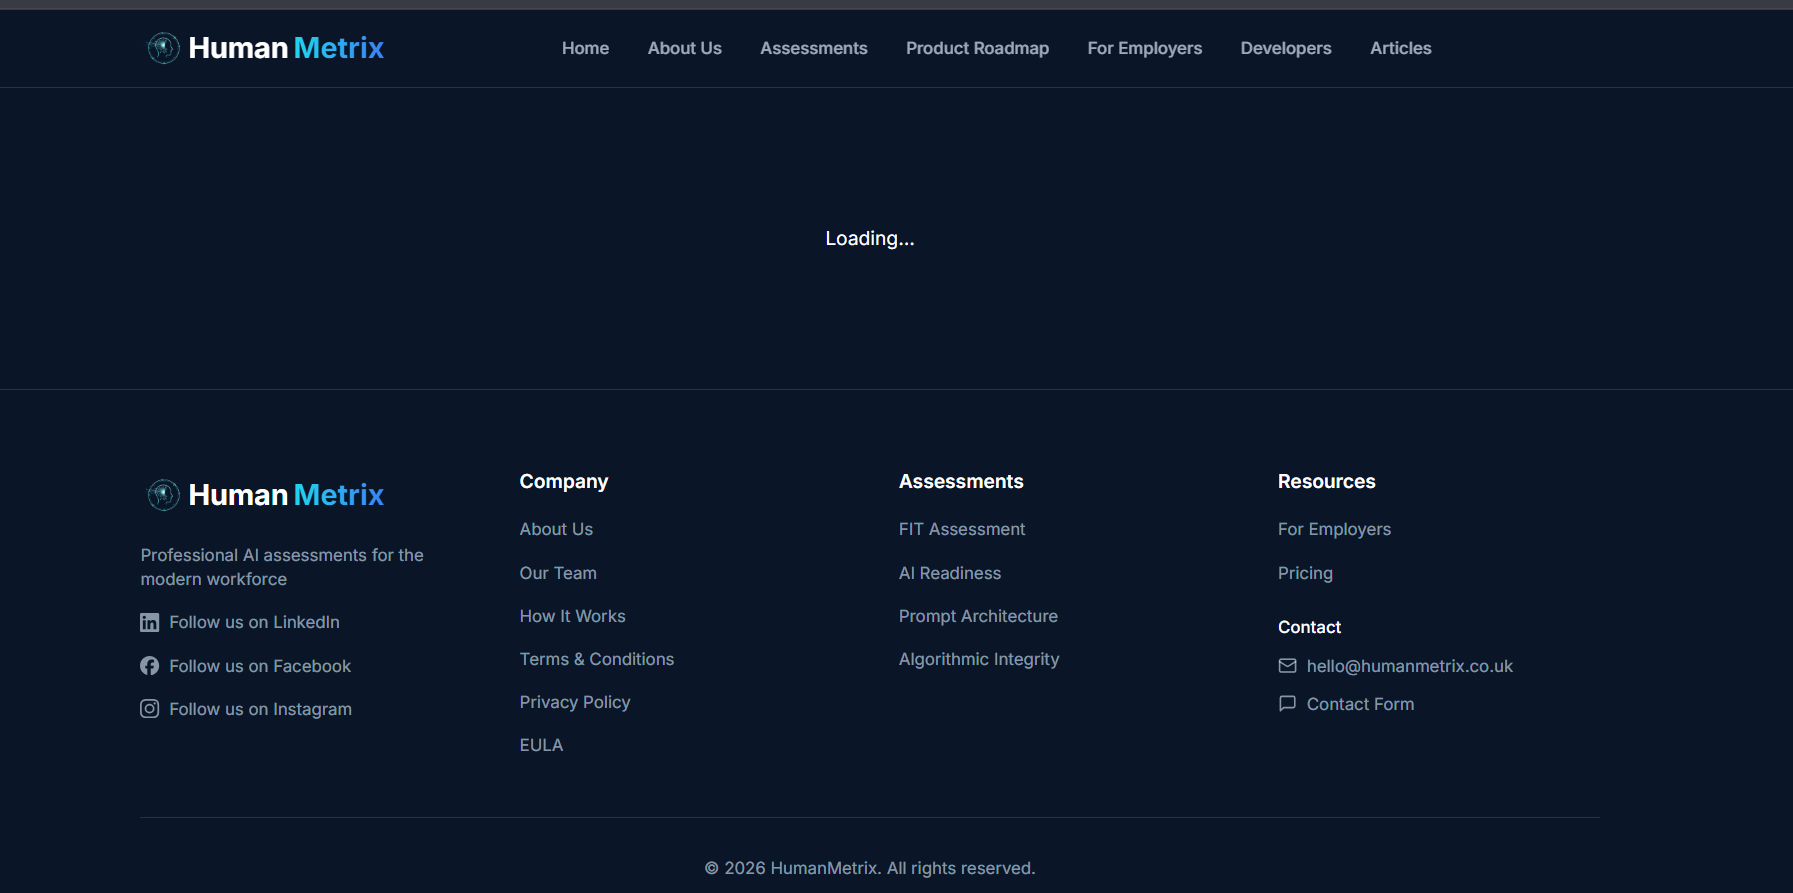 Human Metrix
Home
About Us
Assessments
Product Roadmap
For Employers
Developers
Articles
Loading...
Human Metrix
Professional AI assessments for the
modern workforce
Follow us on LinkedIn
Follow us on Facebook
Follow us on Instagram
Company
About Us
Our Team
How It Works
Terms & Conditions
Privacy Policy
EULA
Assessments
FIT Assessment
AI Readiness
Prompt Architecture
Algorithmic Integrity
Resources
For Employers
Pricing
Contact
hello@humanmetrix.co.uk
Contact Form
© 2026 HumanMetrix. All rights reserved.